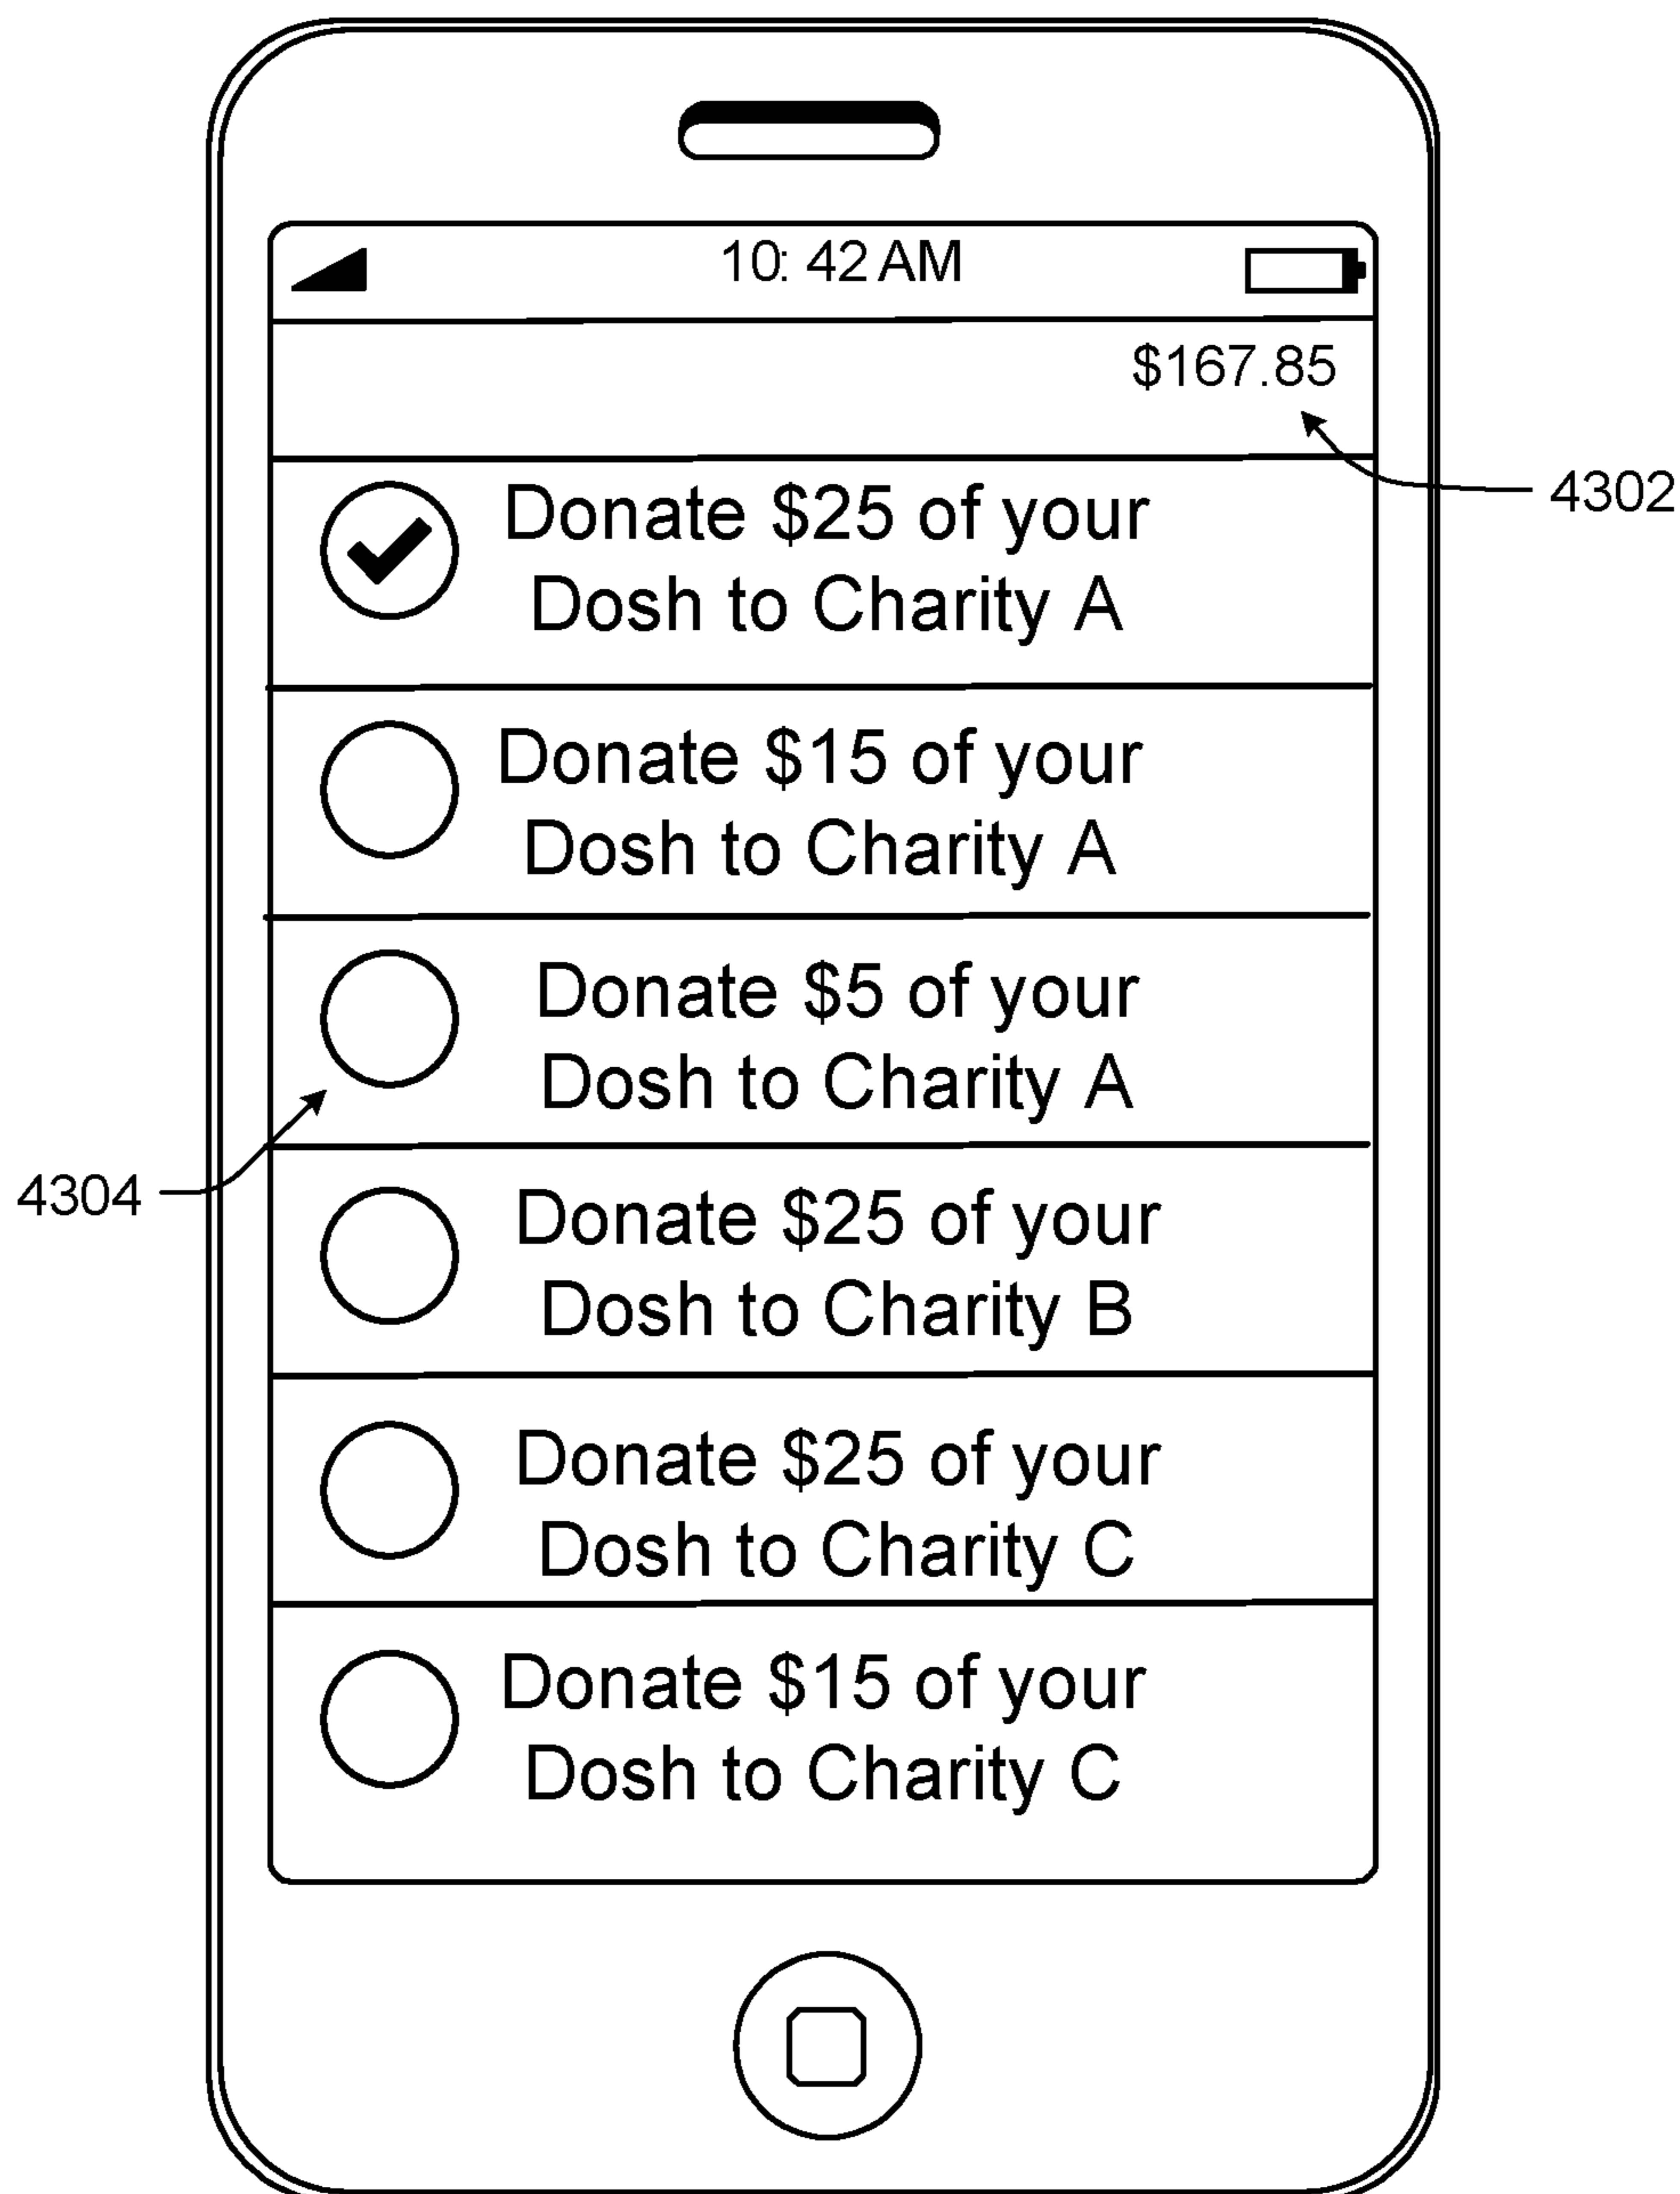 10: 42 AM
$167.85
4302
Donate $25 of your
Dosh to Charity A
Donate $15 of your
Dosh to Charity A
Donate $5 of your
Dosh to Charity A
4304
Donate $25 of your
Dosh to Charity B
Donate $25 of your
Dosh to Charity C
Donate $15 of your
Dosh to Charity C